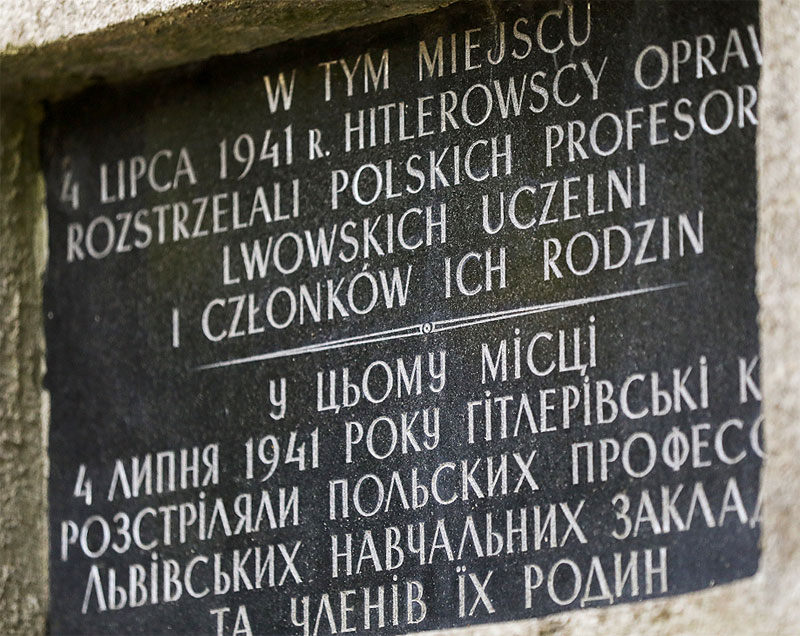 W TYM MIEJSCU
4 LIPCA 1941 R. HITLEROWSCY OPRAW
ROZSTRZELALI POLSKICH PROFESOR
LWOWSKICH UCZELNI
I CZŁONKÓW ICH RODZIN
У ЦЬОМУ МІСЦІ
4 ЛИПНЯ 1941 РОКУ ГІТЛЕРІВСЬКІ К
РОЗСТРІЛЯЛИ ПОЛЬСКИХ ПРОФЕСО
ЛЬВІВСЬКИХ НАВЧАЛЬНИХ ЗАКЛАД
ТА ЧЛЕНІВ ЇХ РОДИН